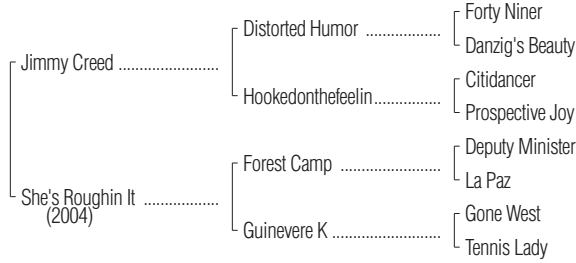 Forty Niner
Distorted Humor ..................
Danzig's Beauty
Jimmy Creed ........................
Citidancer
Hookedonthefeelin................
Prospective Joy
Deputy Minister
Forest Camp ........................
La Paz
She's Roughin It ..................
(2004)
Gone West
Guinevere K ..........................
Tennis Lady